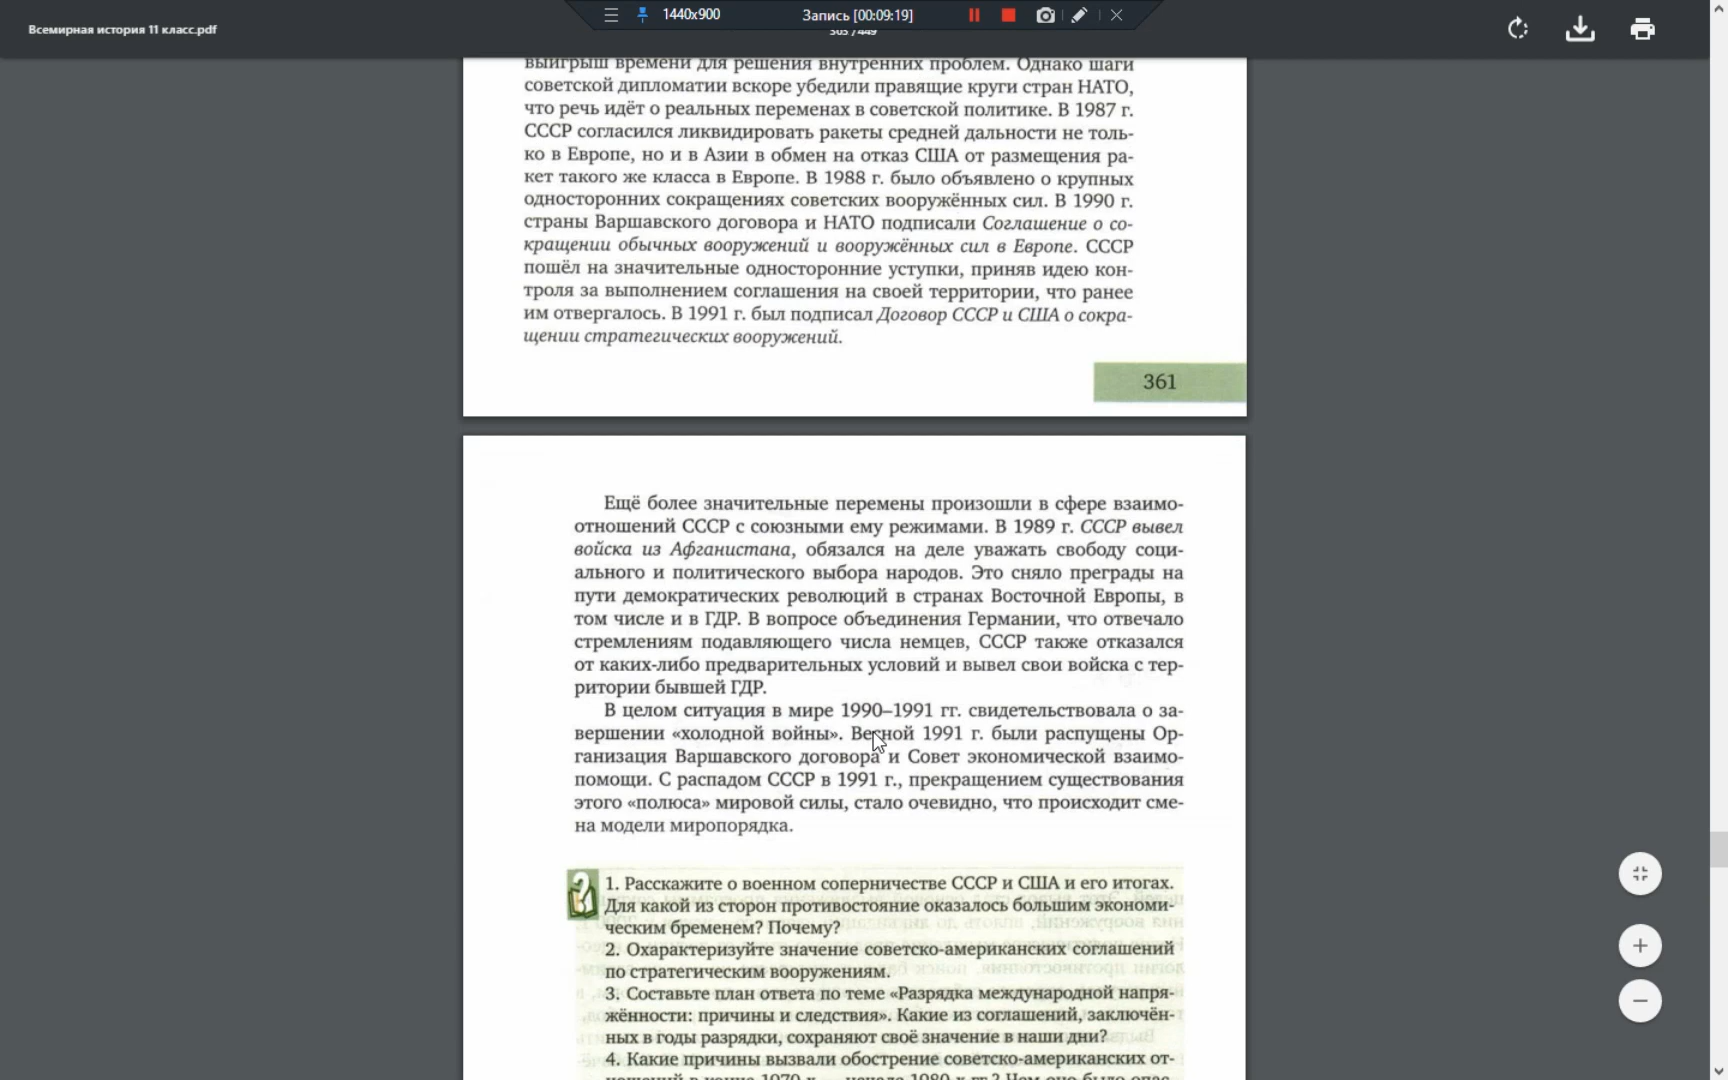 1440x900
Запись [00:09:19]
Всемирная история 11 класс.pdf
363 / 449
выигрыш времени для решения внутренних проблем. Однако шаги
советской дипломатии вскоре убедили правящие круги стран НАТО,
что речь идёт о реальных переменах в советской политике. В 1987 г.
СССР согласился ликвидировать ракеты средней дальности не толь-
ко в Европе, но и в Азии в обмен на отказ США от размещения ра-
кет такого же класса в Европе. В 1988 г. было объявлено о крупных
односторонних сокращениях советских вооружённых сил. В 1990 г.
страны Варшавского договора и НАТО подписали Соглашение о со-
кращении обычных вооружений и вооружённых сил в Европе. СССР
пошёл на значительные односторонние уступки, приняв идею кон-
троля за выполнением соглашения на своей территории, что ранее
им отвергалось. В 1991 г. был подписал Договор СССР и США о сокра-
щении стратегических вооружений.
361
Ещё более значительные перемены произошли в сфере взаимо-
отношений СССР с союзными ему режимами. В 1989 г. СССР вывел
войска из Афганистана, обязался на деле уважать свободу соци-
ального и политического выбора народов. Это сняло преграды на
пути демократических революций в странах Восточной Европы, в
том числе и в ГДР. В вопросе объединения Германии, что отвечало
стремлениям подавляющего числа немцев, СССР также отказался
от каких-либо предварительных условий и вывел свои войска с тер-
ритории бывшей ГДР.
В целом ситуация в мире 1990–1991 гг. свидетельствовала о за-
вершении «холодной войны». Весной 1991 г. были распущены Ор-
ганизация Варшавского договора и Совет экономической взаимо-
помощи. С распадом СССР в 1991 г., прекращением существования
этого «полюса» мировой силы, стало очевидно, что происходит сме-
на модели миропорядка.
1. Расскажите о военном соперничестве СССР и США и его итогах.
Для какой из сторон противостояние оказалось большим экономи-
ческим бременем? Почему?
2. Охарактеризуйте значение советско-американских соглашений
по стратегическим вооружениям.
3. Составьте план ответа по теме «Разрядка международной напря-
жённости: причины и следствия». Какие из соглашений, заключён-
ных в годы разрядки, сохраняют своё значение в наши дни?
4. Какие причины вызвали обострение советско-американских от-
ношений в конце 1970-х — начале 1980-х гг.? Чем оно было опас-